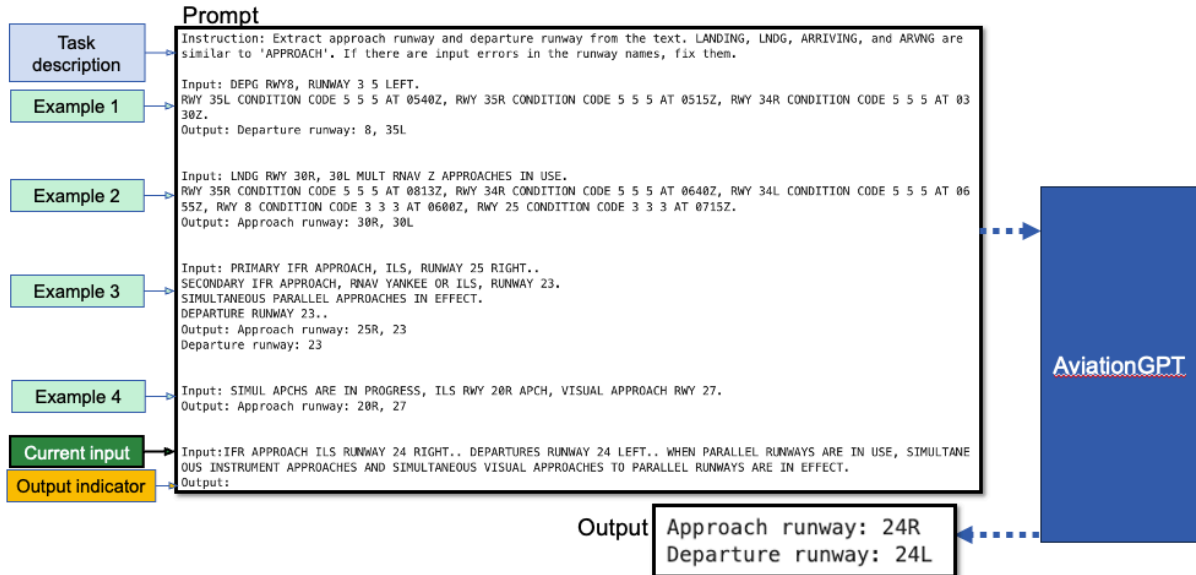 Prompt
Task
description
Instruction: Extract approach runway and departure runway from the text. LANDING, LNDG, ARRIVING, and ARVNG are
similar to 'APPROACH'. If there are input errors in the runway names, fix them.
Example 1
Input: DEPG RWY8, RUNWAY 3 5 LEFT.
RWY 35L CONDITION CODE 5 5 5 AT 0540Z, RWY 35R CONDITION CODE 5 5 5 AT 0515Z, RWY 34R CONDITION CODE 5 5 5 AT 03
30Z.
Output: Departure runway: 8, 35L
Example 2
Input: LNDG RWY 30R, 30L MULT RNAV Z APPROACHES IN USE.
RWY 35R CONDITION CODE 5 5 5 AT 0813Z, RWY 34R CONDITION CODE 5 5 5 AT 0640Z, RWY 34L CONDITION CODE 5 5 5 AT 06
55Z, RWY 8 CONDITION CODE 3 3 3 AT 0600Z, RWY 25 CONDITION CODE 3 3 3 AT 0715Z.
Output: Approach runway: 30R, 30L
Example 3
Input: PRIMARY IFR APPROACH, ILS, RUNWAY 25 RIGHT..
SECONDARY IFR APPROACH, RNAV YANKEE OR ILS, RUNWAY 23.
SIMULTANEOUS PARALLEL APPROACHES IN EFFECT.
DEPARTURE RUNWAY 23..
Output: Approach runway: 25R, 23
Departure runway: 23
Example 4
Input: SIMUL APCHS ARE IN PROGRESS, ILS RWY 20R APCH, VISUAL APPROACH RWY 27.
Output: Approach runway: 20R, 27
Current input
Input:IFR APPROACH ILS RUNWAY 24 RIGHT.. DEPARTURES RUNWAY 24 LEFT.. WHEN PARALLEL RUNWAYS ARE IN USE, SIMULTANE
OUS INSTRUMENT APPROACHES AND SIMULTANEOUS VISUAL APPROACHES TO PARALLEL RUNWAYS ARE IN EFFECT.
Output indicator
Output:
AviationGPT
Output
Approach runway: 24R
Departure runway: 24L